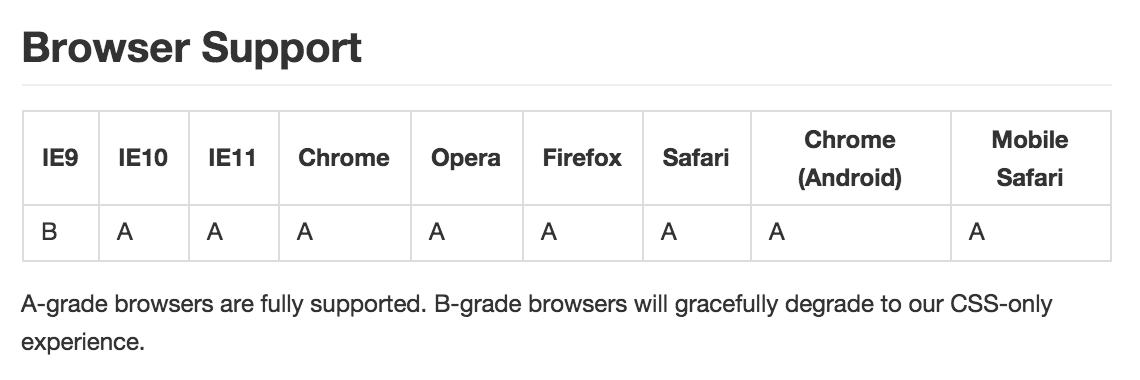 Browser Support
IE9 IE10 IE11 Chrome Opera Firefox Safari Chrome (Android) Mobile Safari
B A A A A A A A A
A-grade browsers are fully supported. B-grade browsers will gracefully degrade to our CSS-only
experience.